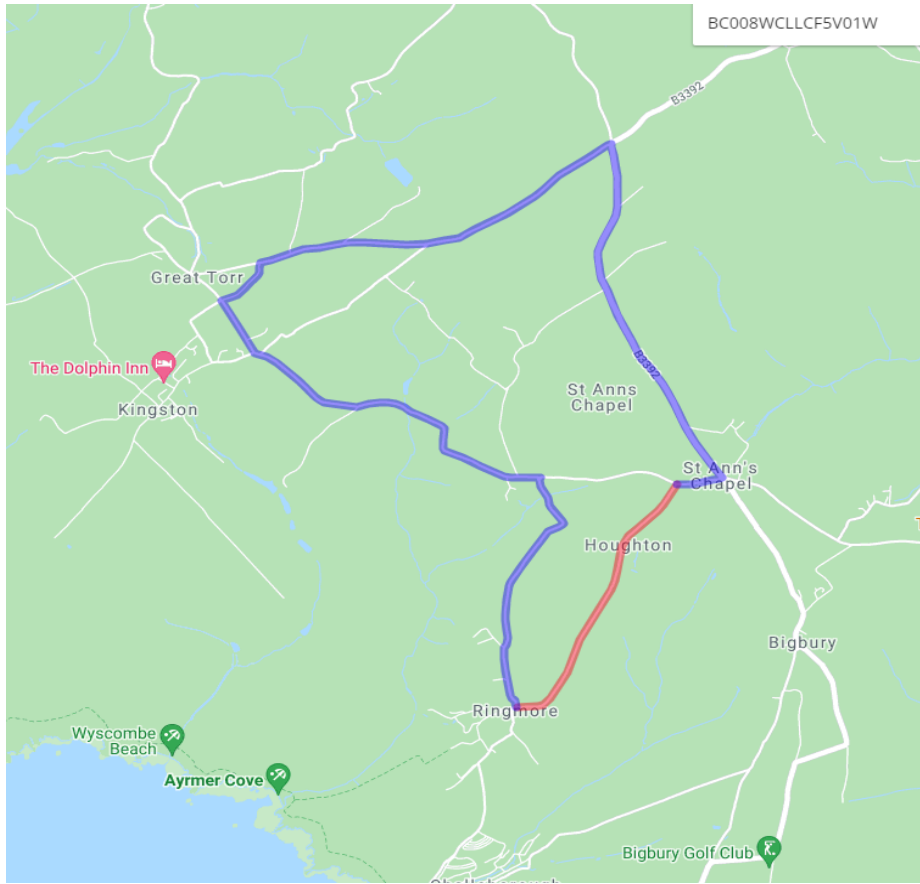 BC008WCLLCF5V01W
B3392
Great Torr
The Dolphin Inn
Kingston
B3392
St Anns
Chapel
St Ann's
Chapel
Houghton
Bigbury
Ringmore
Wyscombe
Beach
Ayrmer Cove
Bigbury Golf Club